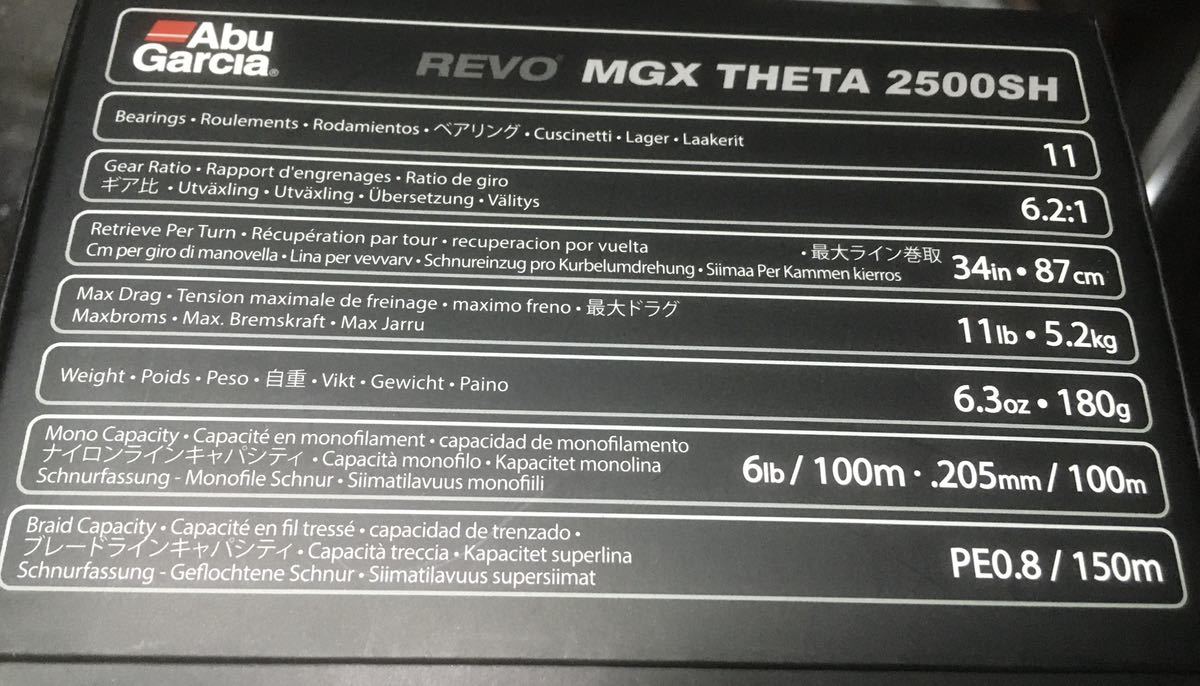 Abu
Garcia®
REVO® MGX THETA 2500SH
Bearings • Roulements • Rodamientos • ベアリング • Cuscinetti • Lager • Laakerit
11
Gear Ratio • Rapport d'engrenages • Ratio de giro
ギア比 • Utväxling • Utväxling • Übersetzung • Välitys
6.2:1
Retrieve Per Turn • Récupération par tour • recuperacion por vuelta • 最大ライン巻取
Cm per giro di manovella • Lina per vevvarv • Schnureinzug pro Kurbelumdrehung • Siimaa Per Kammen kierros
34in • 87cm
Max Drag • Tension maximale de freinage • maximo freno • 最大ドラグ
Maxbroms • Max. Bremskraft • Max Jarru
11lb • 5.2kg
Weight • Poids • Peso • 自重 • Vikt • Gewicht • Paino
6.3oz • 180g
Mono Capacity • Capacité en monofilament • capacidad de monofilamento
ナイロンラインキャパシティ • Capacità monofilo • Kapacitet monolina
Schnurfassung - Monofile Schnur • Siimatilavuus monofiili
6lb / 100m · .205mm / 100m
Braid Capacity • Capacité en fil tressé • capacidad de trenzado •
ブレードラインキャパシティ • Capacità treccia • Kapacitet superlina
Schnurfassung - Geflochtene Schnur • Siimatilavuus supersiimat
PE0.8 / 150m